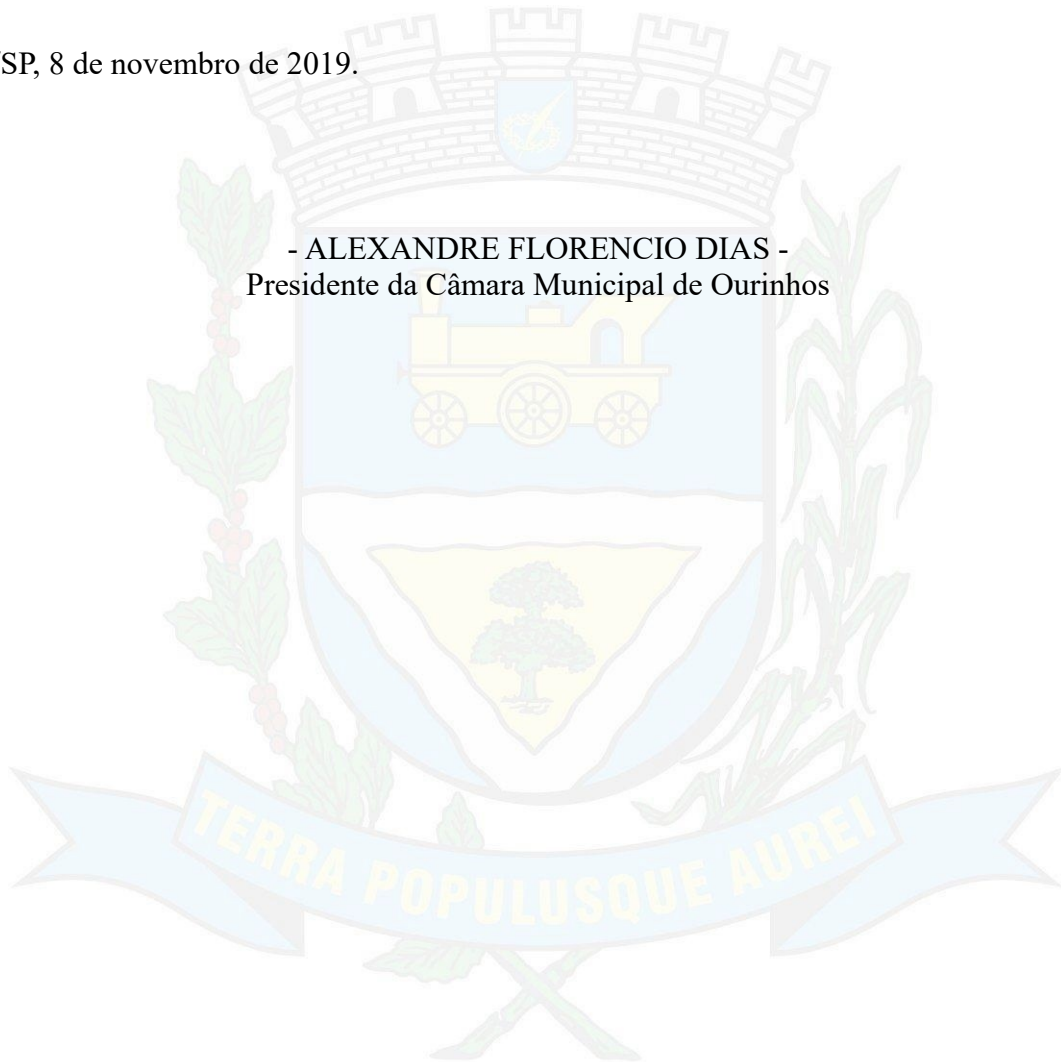 /SP, 8 de novembro de 2019.
- ALEXANDRE FLORENCIO DIAS -
Presidente da Câmara Municipal de Ourinhos
TERRA POPULUSQUE AUREI